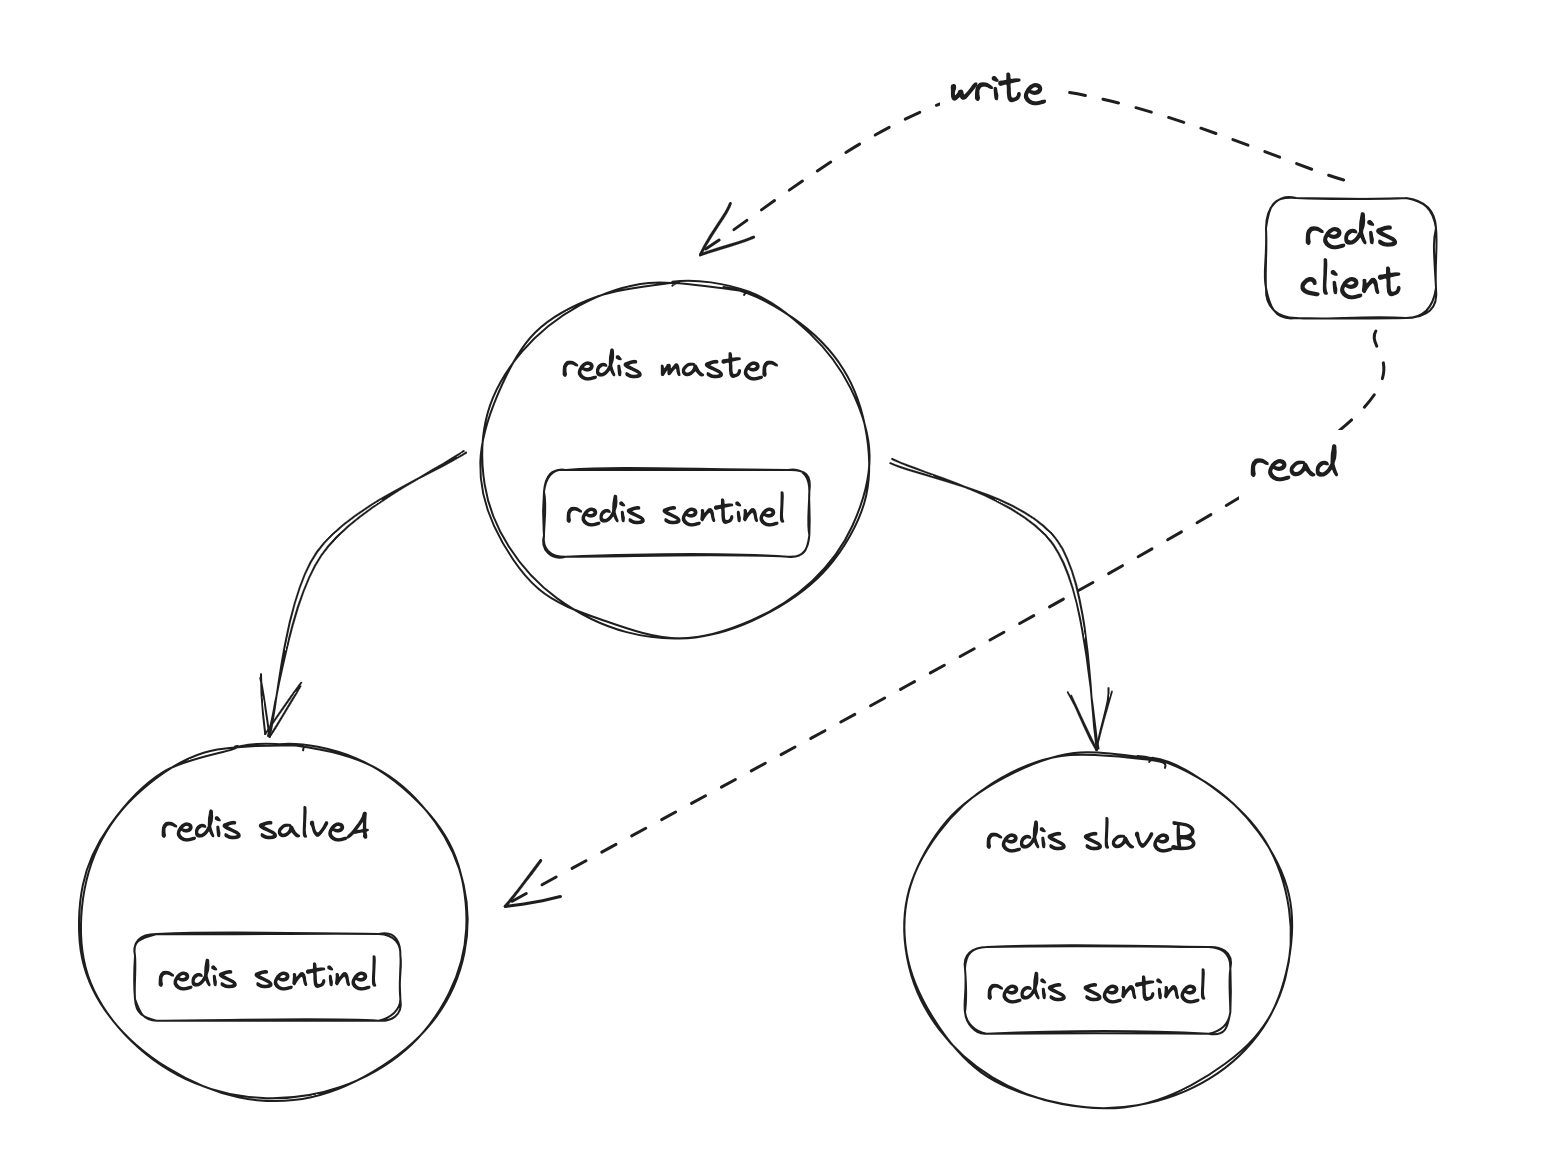 write
redis
client
redis master
read
redis sentinel
redis salveA
redis slaveB
redis sentinel
redis sentinel